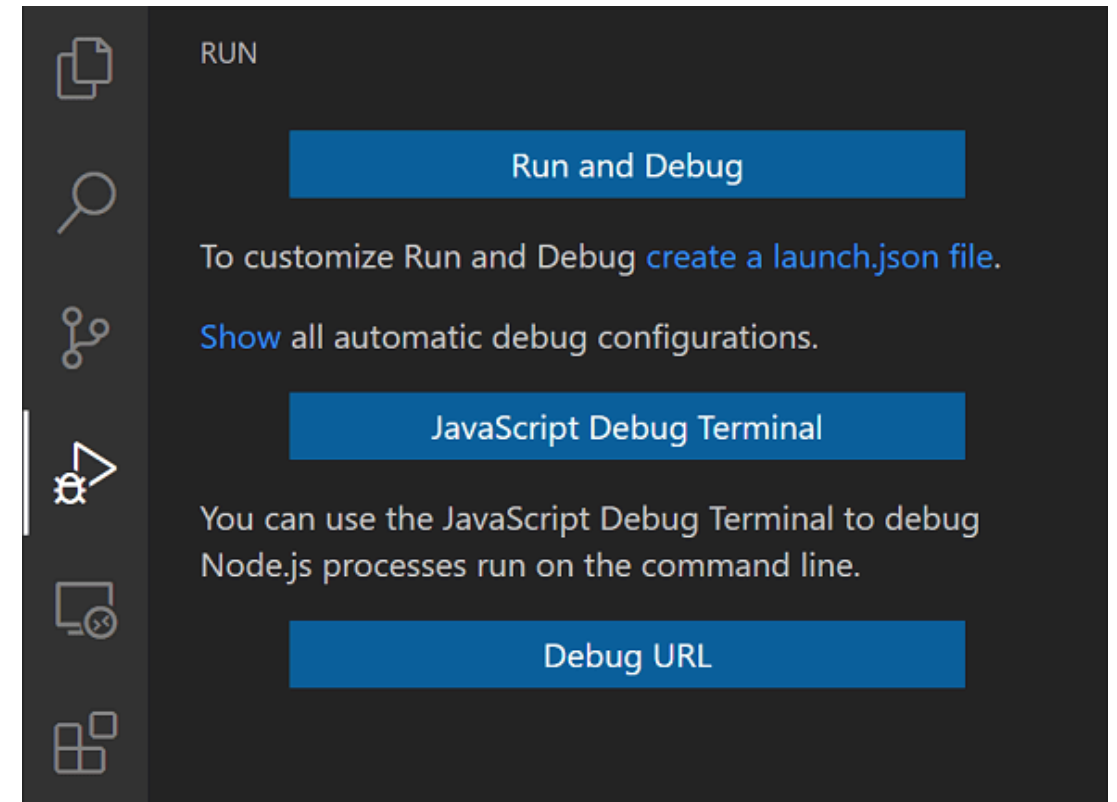 RUN
Run and Debug
To customize Run and Debug create a launch.json file.
Show all automatic debug configurations.
JavaScript Debug Terminal
You can use the JavaScript Debug Terminal to debug
Node.js processes run on the command line.
Debug URL